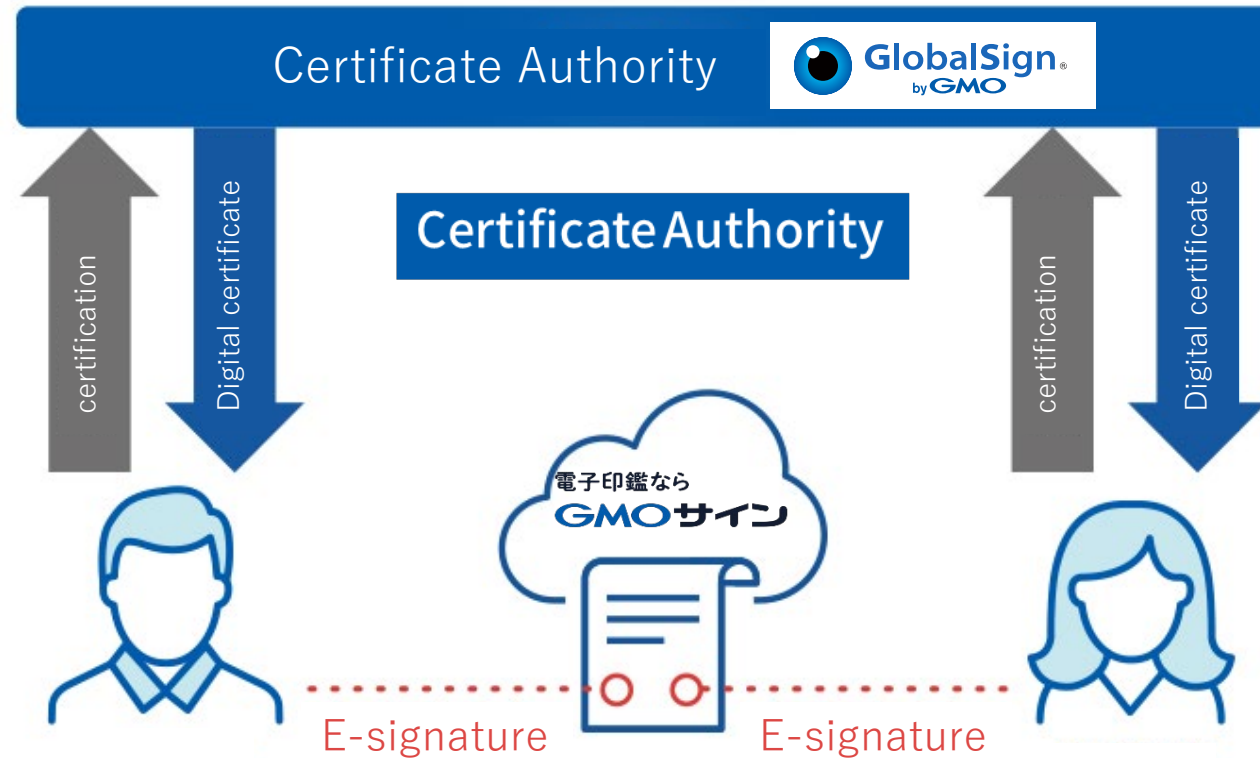 Certificate Authority
GlobalSign®
by GMO
Certificate Authority
certification
Digital certificate
certification
Digital certificate
電子印鑑なら
GMOサイン
E-signature
E-signature